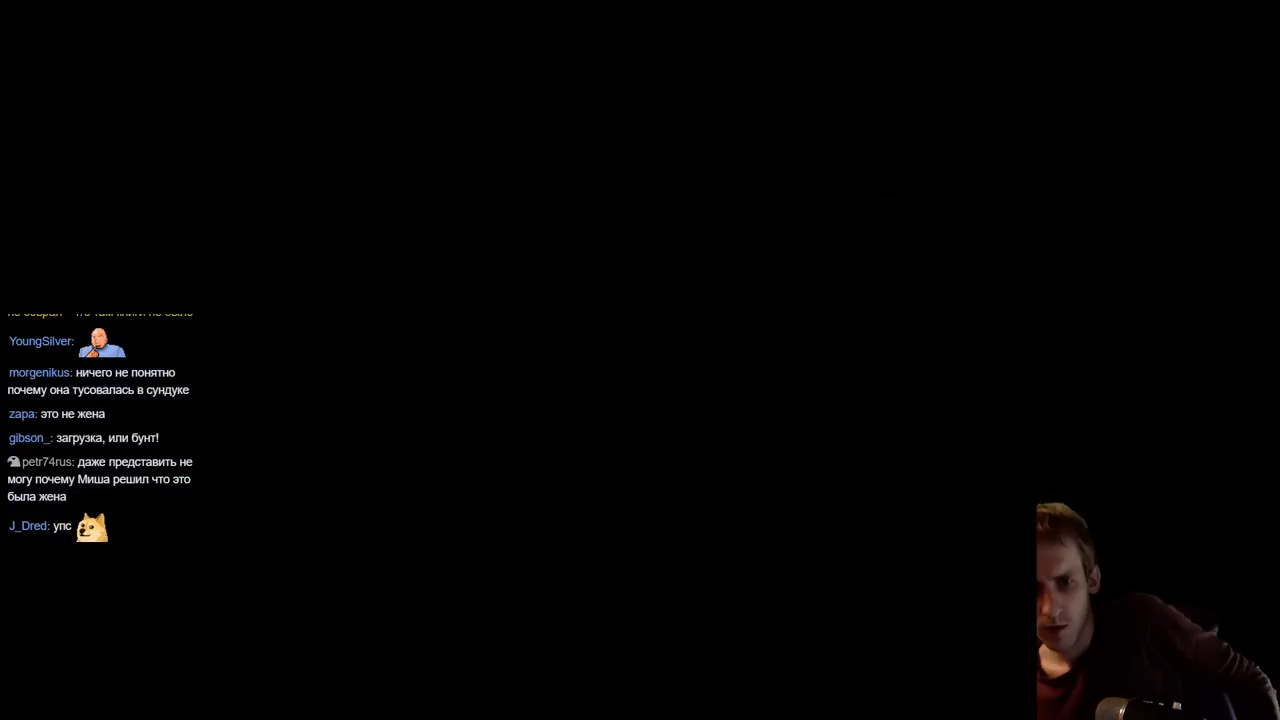 YoungSilver:
morgenikus: ничего не понятно
почему она тусовалась в сундуке
zapa: это не жена
gibson_: загрузка, или бунт!
petr74rus: даже представить не
могу почему Миша решил что это
была жена
J_Dred: упс